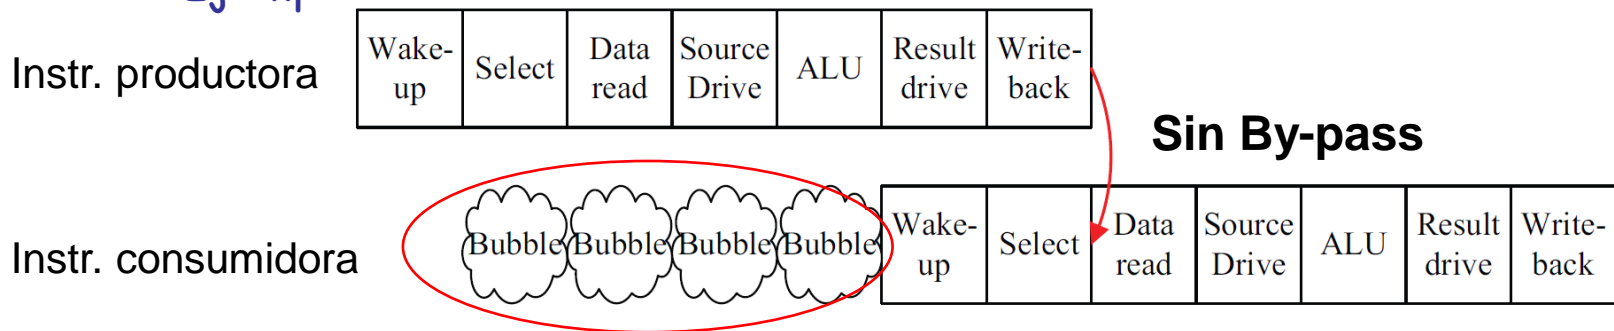 Instr. productora
Wake-up Select Data read Source Drive ALU Result drive Write-back
Sin By-pass
Instr. consumidora
Bubble Bubble Bubble Bubble Wake-up Select Data read Source Drive ALU Result drive Write-back